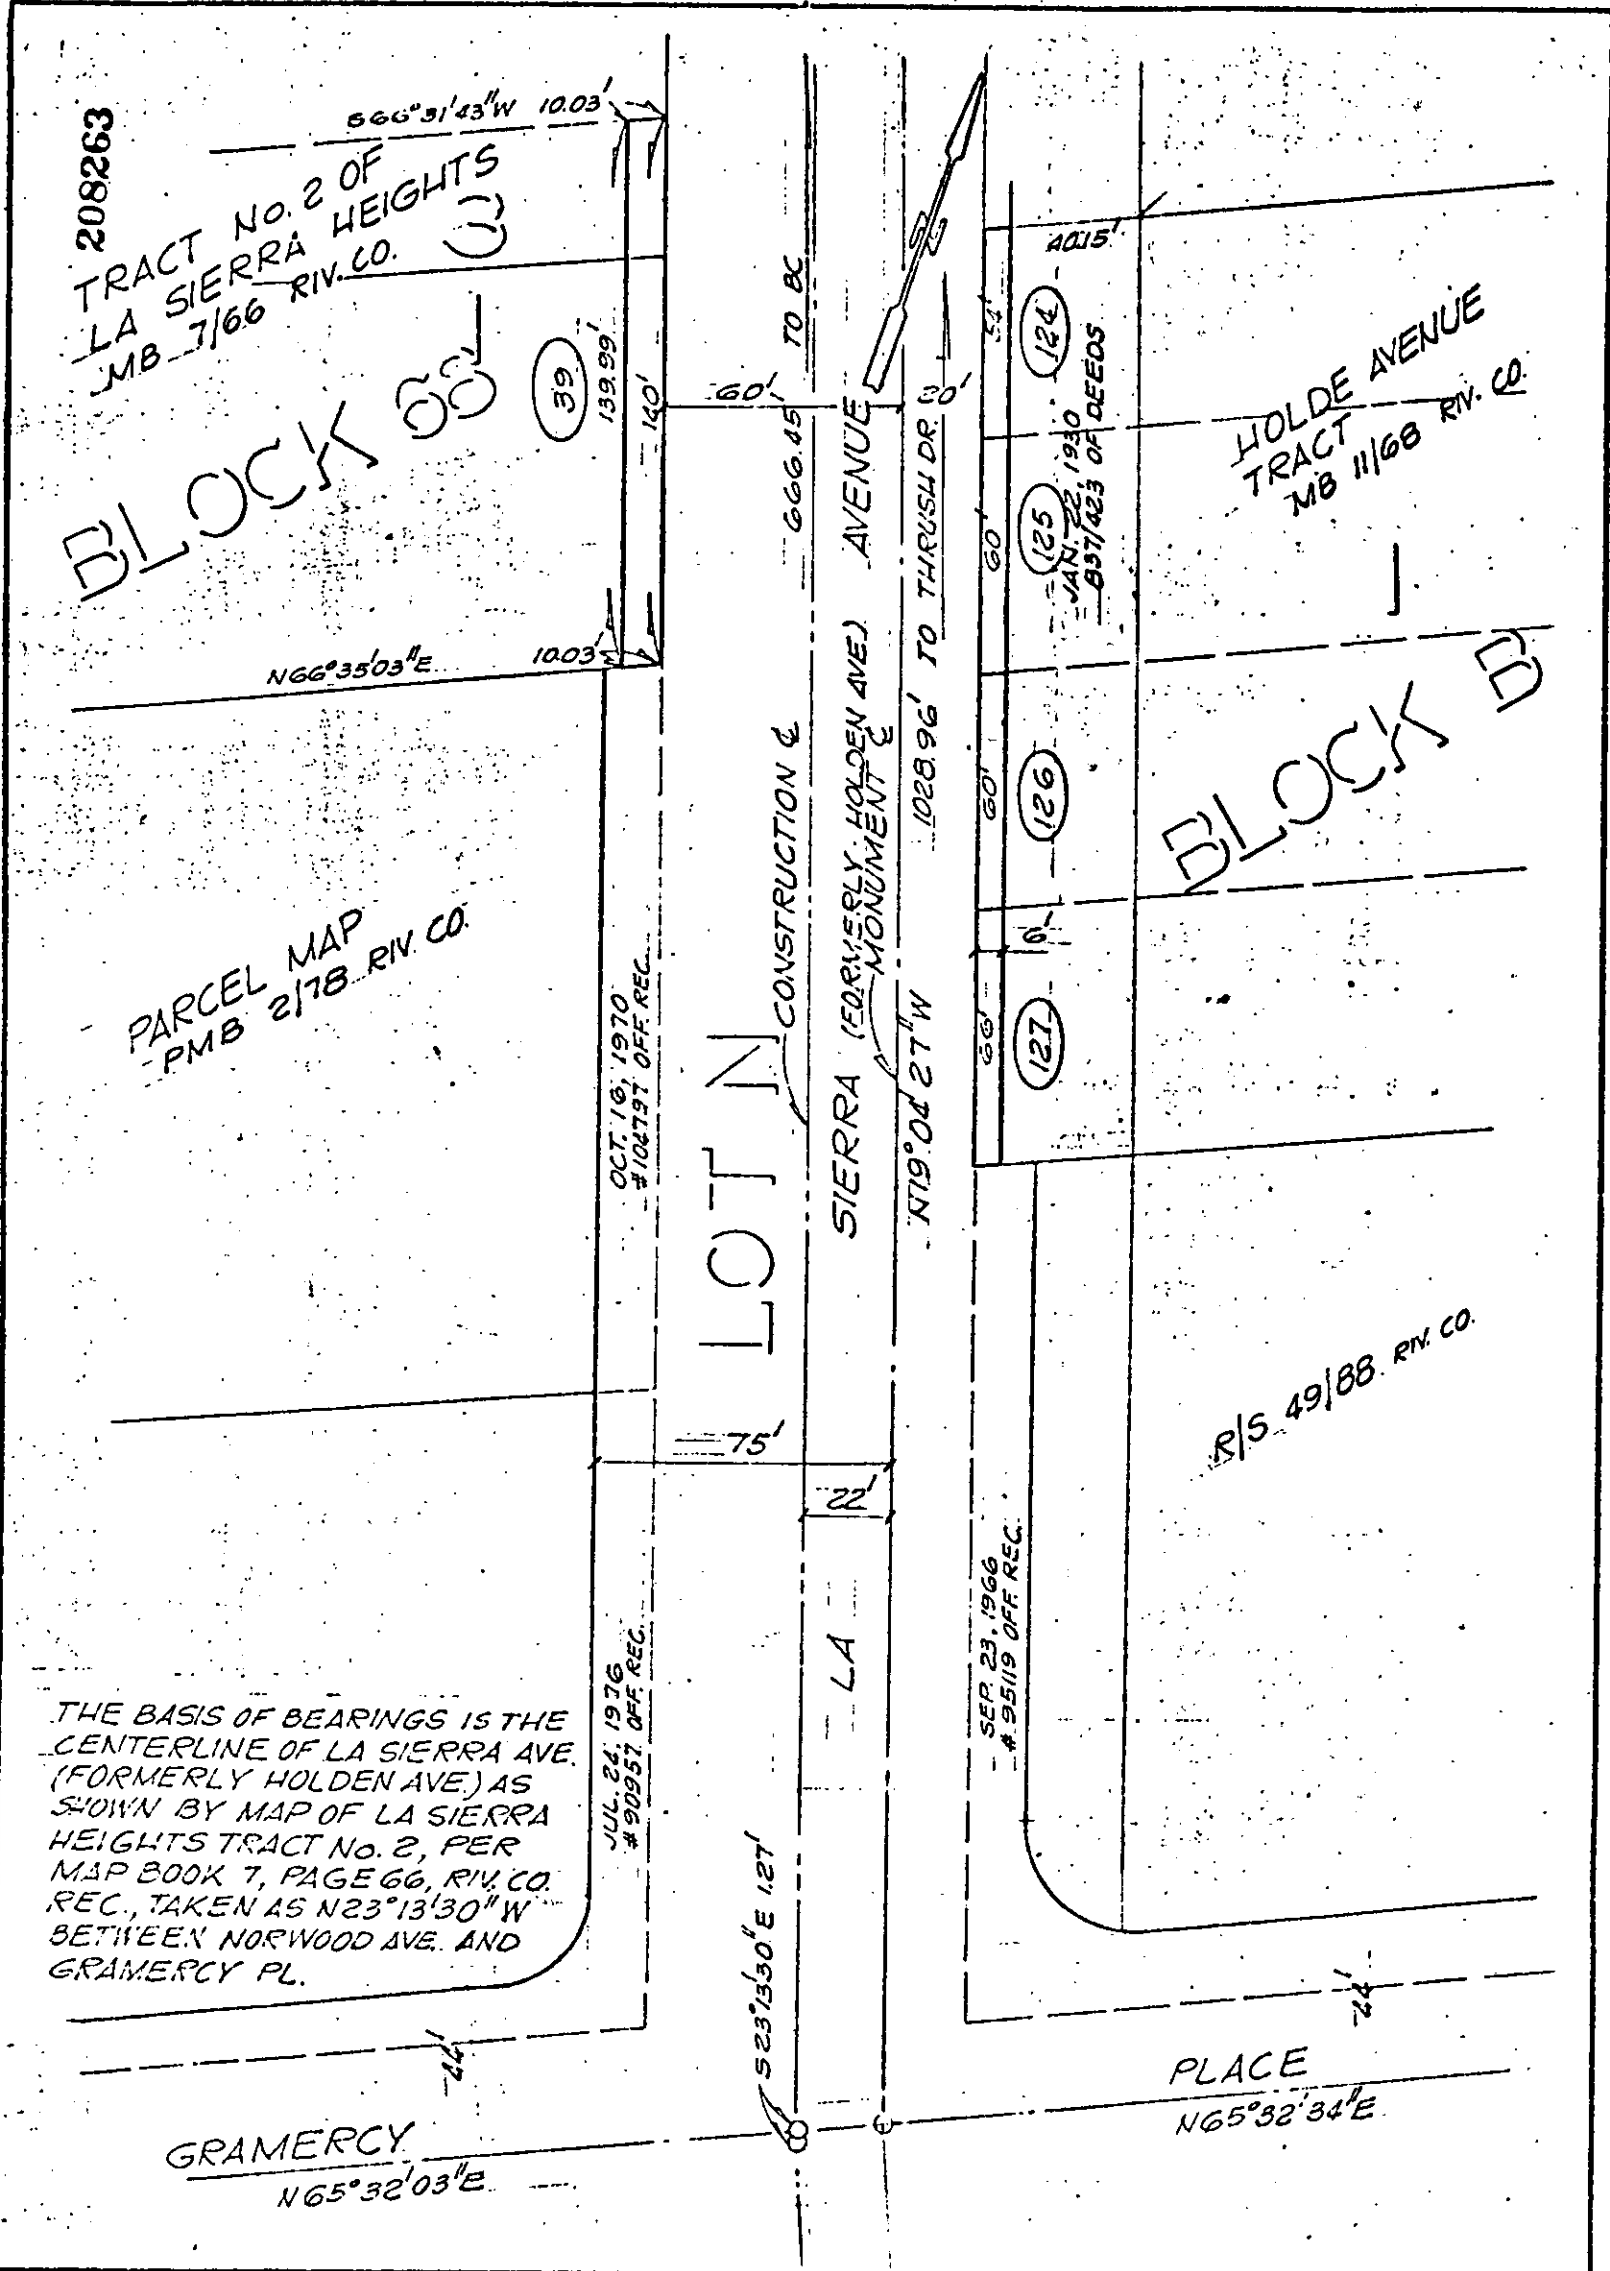 208263
S66°31'43"W 10.03'
TRACT No. 2 OF
LA SIERRA HEIGHTS
MB 7/66 RIV. CO.
BLOCK 55
39
139.99'
140'
N66°35'03"E
10.03'
60'
20'
666.45' TO BC
1028.96' TO THRUSH DR.
40.15'
54'
124
60'
125
JAN. 22, 1930
837/423 OF DEEDS
60'
126
6'
66'
127
HOLDE AVENUE
TRACT
MB 11/68 RIV. CO.
BLOCK B
PARCEL MAP
PMB 2/78 RIV. CO.
OCT. 16, 1970
#104797 OFF. REC.
LOT N
CONSTRUCTION ℄
LA SIERRA AVENUE
(FORMERLY HOLDEN AVE.)
MONUMENT ℄
N19°04'27"W
75'
22'
R/S 49/88 RIV. CO.
SEP. 23, 1966
#95119 OFF. REC.
JUL. 24, 1936
#90957 OFF. REC.
THE BASIS OF BEARINGS IS THE
CENTERLINE OF LA SIERRA AVE.
(FORMERLY HOLDEN AVE.) AS
SHOWN BY MAP OF LA SIERRA
HEIGHTS TRACT No. 2, PER
MAP BOOK 7, PAGE 66, RIV. CO.
REC., TAKEN AS N23°13'30"W
BETWEEN NORWOOD AVE. AND
GRAMERCY PL.
S23°13'30"E 1.27'
44'
44'
GRAMERCY PLACE
N65°32'03"E
N65°32'34"E